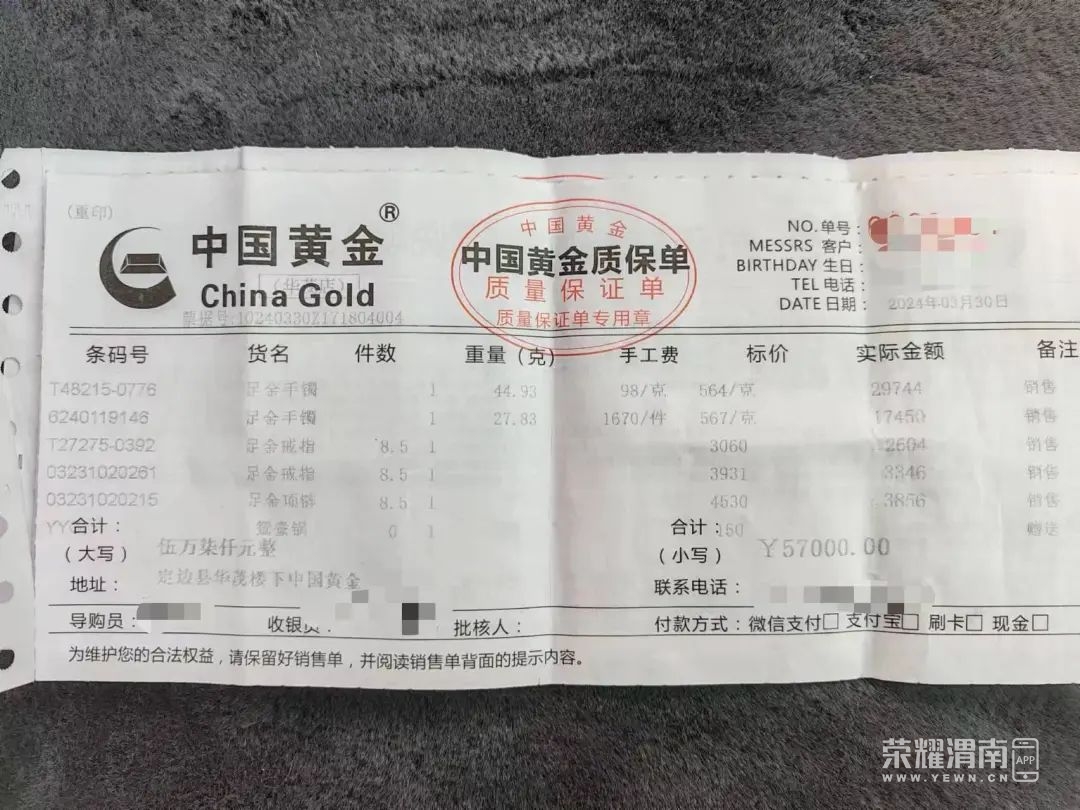 (重印)
中国黄金®
China Gold
(华茂店)
票据号:10240330Z171804004
中国黄金
中国黄金质保单
质量保证单
质量保证单专用章
NO.单号：
MESSRS 客户：
BIRTHDAY 生日：
TEL 电话：
DATE 日期： 2024年03月30日
条码号 货名 件数 重量（克） 手工费 标价 实际金额 备注
T48215-0776 足金手镯 1 44.93 98/克 564/克 29744 销售
6240119146 足金手镯 1 27.83 1670/件 567/克 17450 销售
T27275-0392 足金戒指 8.5 1 3060 2604 销售
03231020261 足金戒指 8.5 1 3931 3346 销售
03231020215 足金项链 8.5 1 4530 3856 销售
YY 鸳鸯锅 0 1 150 赠送
合计： 合计：
（大写） 伍万柒仟元整 （小写） ￥57000.00
地址： 定边县华茂楼下中国黄金 联系电话：
导购员： 收银员： 批核人： 付款方式：微信支付□ 支付宝□ 刷卡□ 现金□
为维护您的合法权益，请保留好销售单，并阅读销售单背面的提示内容。
荣耀渭南 APP
WWW.YEWN.CN